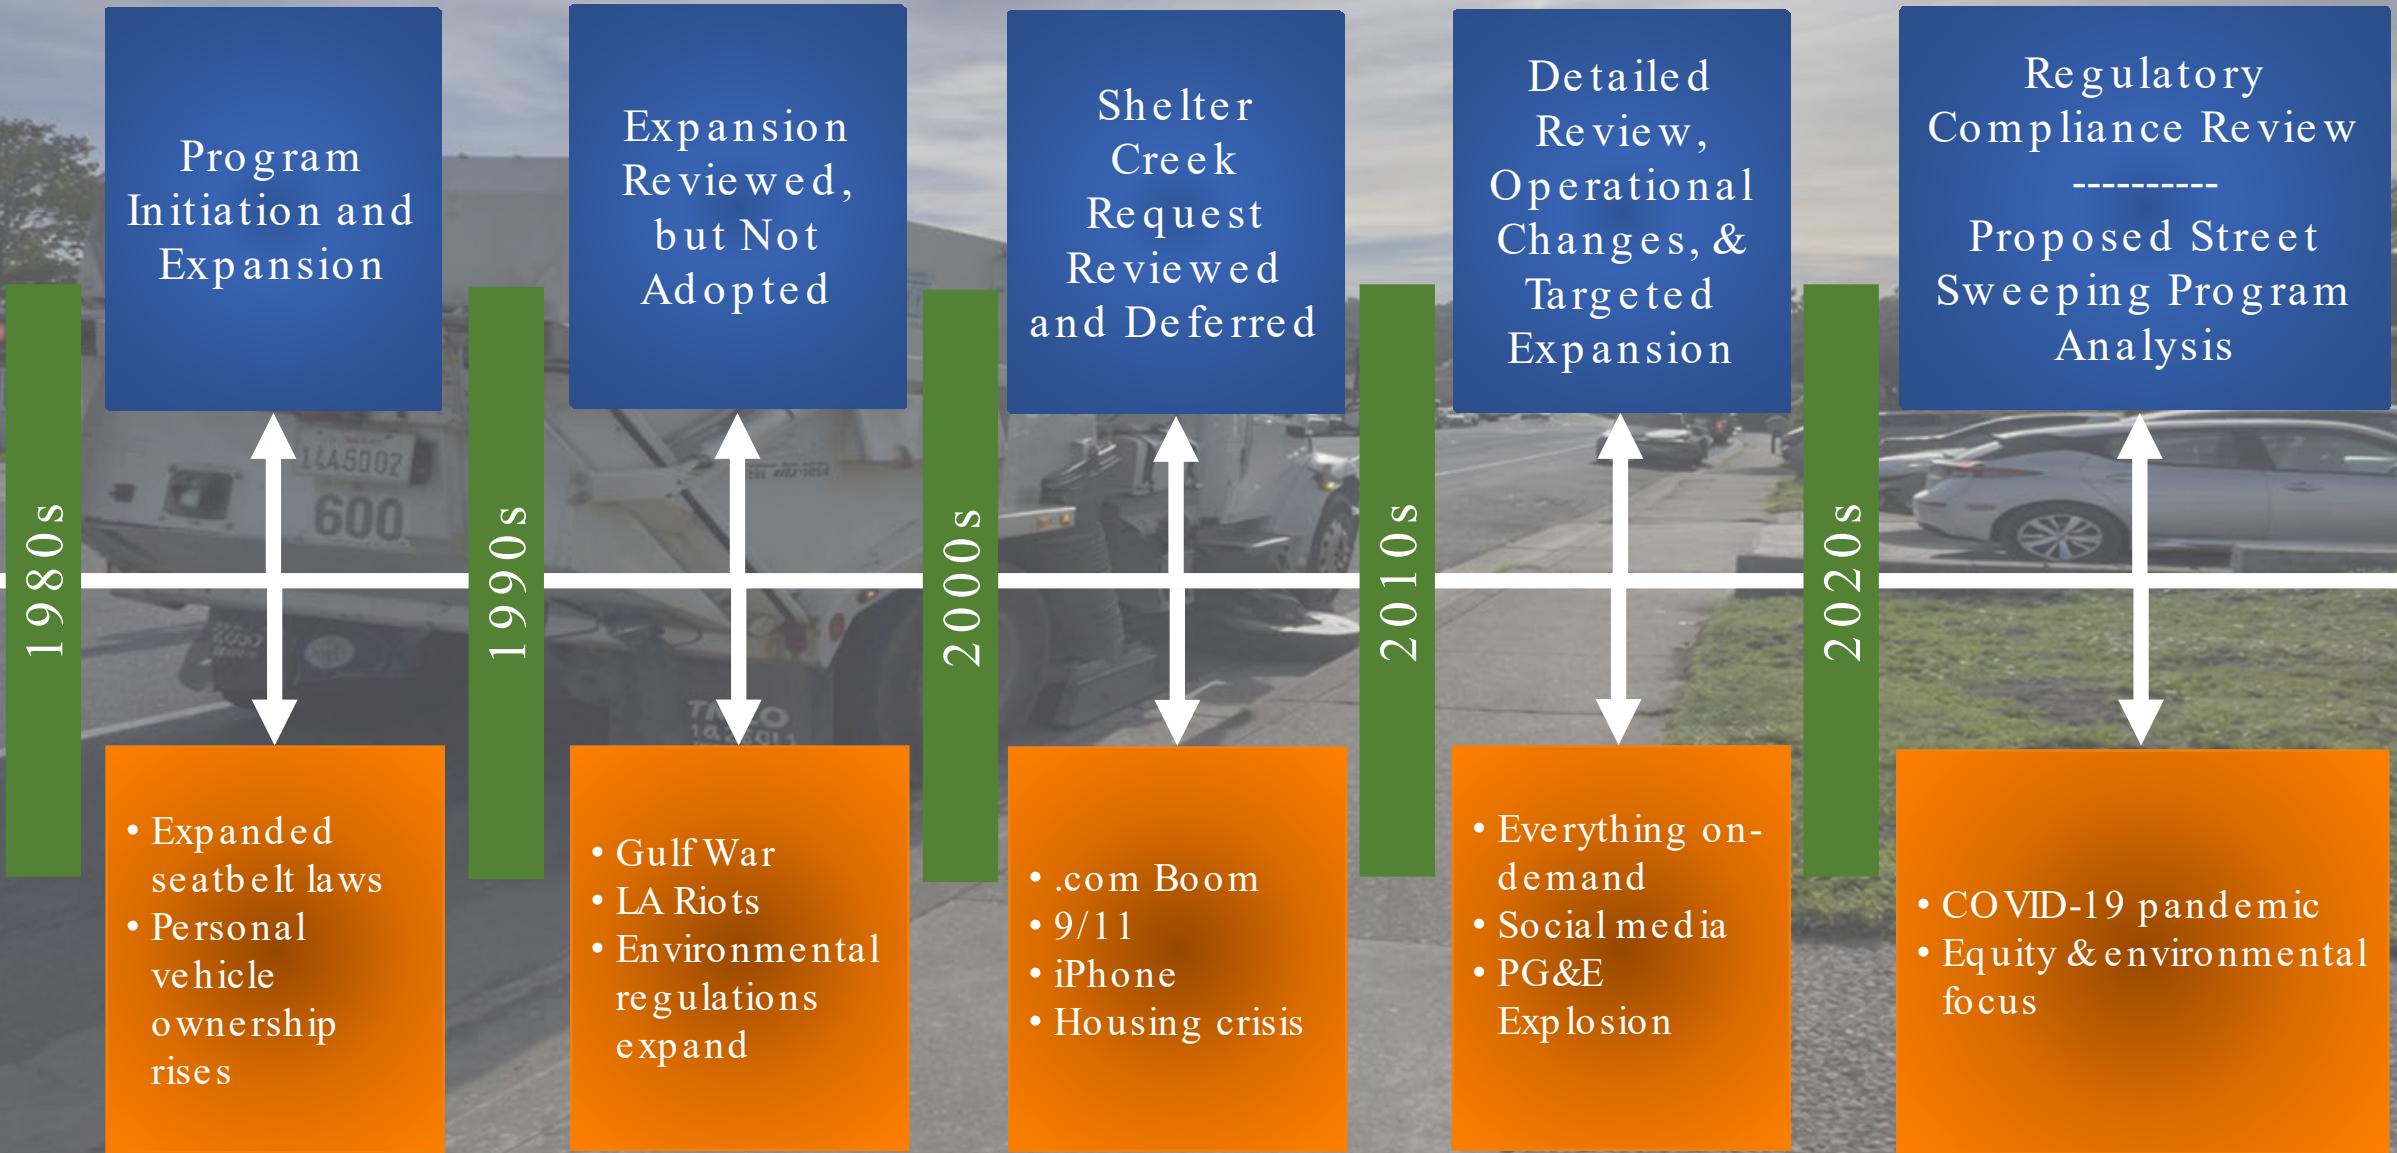 1980s
Program
Initiation and
Expansion
• Expanded
seatbelt laws
• Personal
vehicle
ownership
rises
1990s
Expansion
Reviewed,
but Not
Adopted
• Gulf War
• LA Riots
• Environmental
regulations
expand
2000s
Shelter
Creek
Request
Reviewed
and Deferred
• .com Boom
• 9/11
• iPhone
• Housing crisis
2010s
Detailed
Review,
Operational
Changes, &
Targeted
Expansion
• Everything on-
demand
• Social media
• PG&E
Explosion
2020s
Regulatory
Compliance Review
----------
Proposed Street
Sweeping Program
Analysis
• COVID-19 pandemic
• Equity & environmental
focus
600